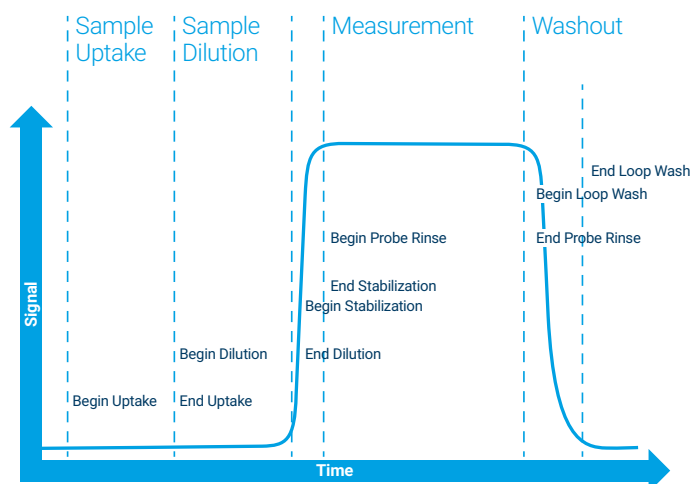 Sample
Uptake
Sample
Dilution
Measurement
Washout
End Loop Wash
Begin Loop Wash
Begin Probe Rinse
End Probe Rinse
End Stabilization
Begin Stabilization
Begin Dilution
End Dilution
Begin Uptake
End Uptake
Signal
Time